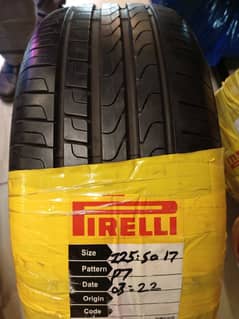 PIRELLI
Size 225:50 17
Pattern P7
Date 03-22
Origin
Code